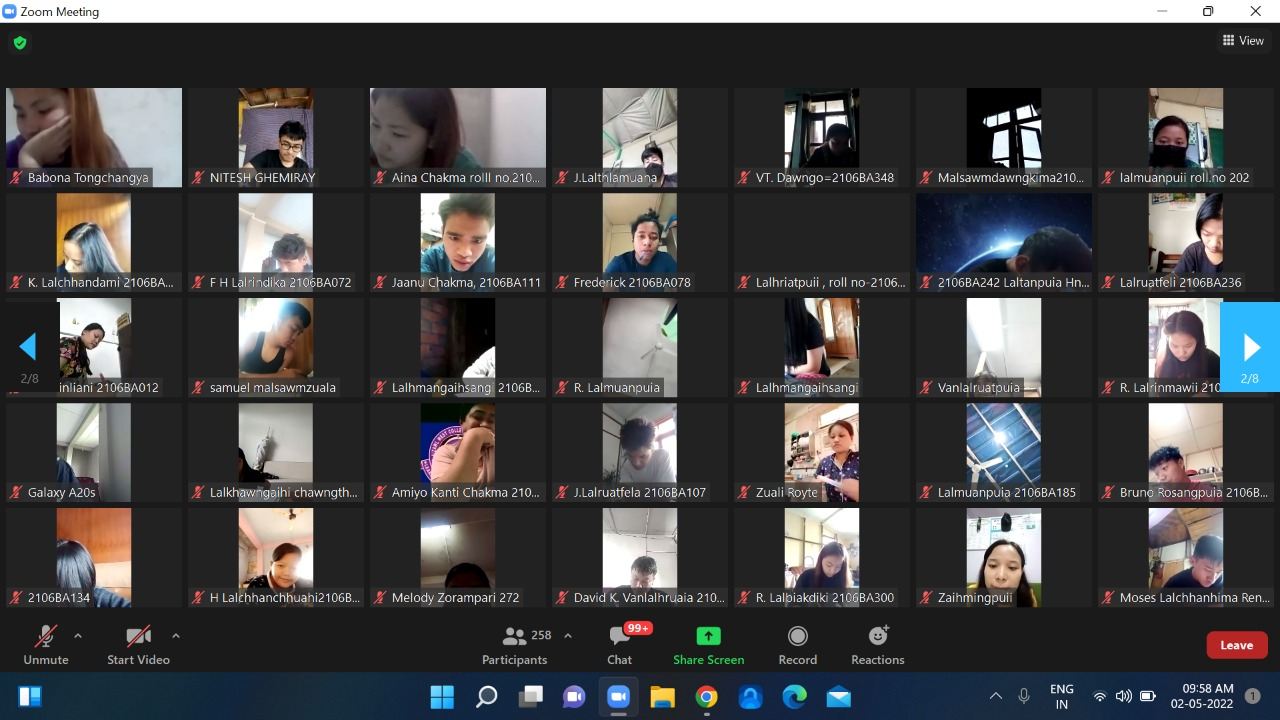 Zoom Meeting
View
Babona Tongchangya
NITESH GHEMIRAY
Aina Chakma rolll no.210...
J.Lalthlamuana
VT. Dawngo=2106BA348
Malsawmdawngkima210...
lalmuanpuii roll no 202
K. Lalchhandami 2106BA...
F H Lalrindika 2106BA072
Jaanu Chakma, 2106BA111
Frederick 2106BA078
Lalhriatpuii , roll no-2106...
2106BA242 Laltanpuia Hn...
Lalruatfeli 2106BA236
inliani 2106BA012
samuel malsawmzuala
Lalhmangaihsangi 2106B...
R. Lalmuanpuia
Lalhmangaihsangi
Vanlalruatpuia
R. Lalrinmawii 210
2/8
2/8
Galaxy A20s
Lalkhawngaihi chawngth...
Amiyo Kanti Chakma 210...
J.Lalruatfela 2106BA107
Zuali Royte
Lalmuanpuia 2106BA185
Bruno Rosangpuia 2106B...
2106BA134
H Lalchhanchhuahi2106B...
Melody Zorampari 272
David K. Vanlalhruaia 210...
R. Lalbiakdiki 2106BA300
Zaihmingpuii
Moses Lalchhanhima Ren...
Unmute
Start Video
258
Participants
99+
Chat
Share Screen
Record
Reactions
Leave
ENG
IN
09:58 AM
02-05-2022
1